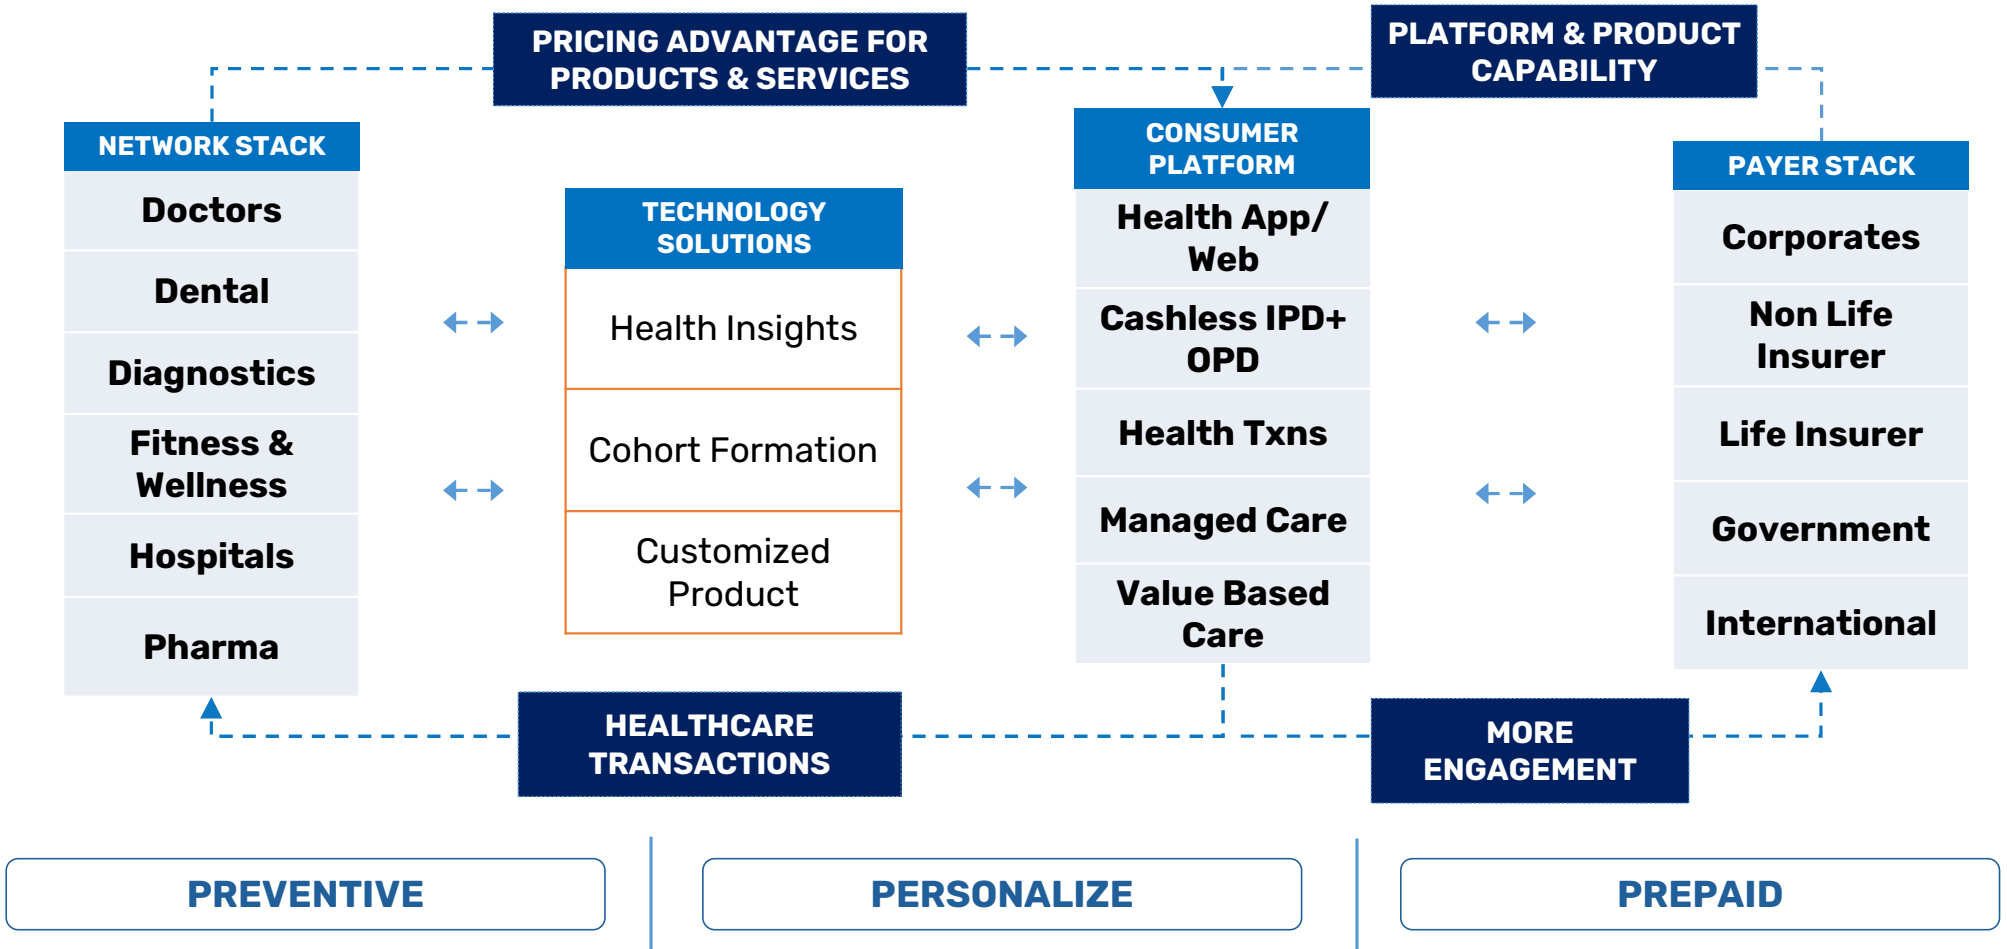 PRICING ADVANTAGE FOR
PRODUCTS & SERVICES
PLATFORM & PRODUCT
CAPABILITY
NETWORK STACK
Doctors
Dental
Diagnostics
Fitness &
Wellness
Hospitals
Pharma
TECHNOLOGY
SOLUTIONS
Health Insights
Cohort Formation
Customized
Product
CONSUMER
PLATFORM
Health App/
Web
Cashless IPD+
OPD
Health Txns
Managed Care
Value Based
Care
PAYER STACK
Corporates
Non Life
Insurer
Life Insurer
Government
International
HEALTHCARE
TRANSACTIONS
MORE
ENGAGEMENT
PREVENTIVE
PERSONALIZE
PREPAID